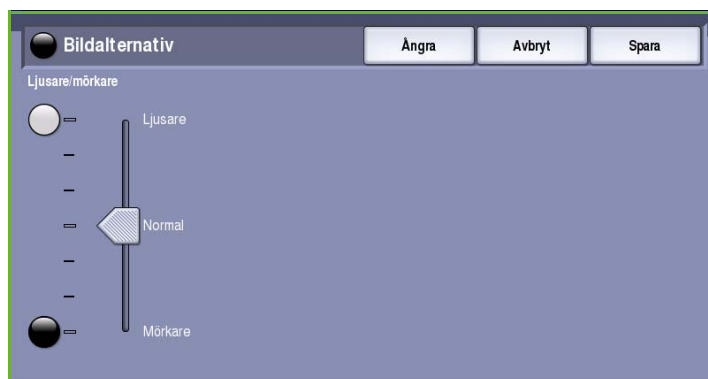 Bildalternativ
Ångra
Avbryt
Spara
Ljusare/mörkare
Ljusare
Normal
Mörkare